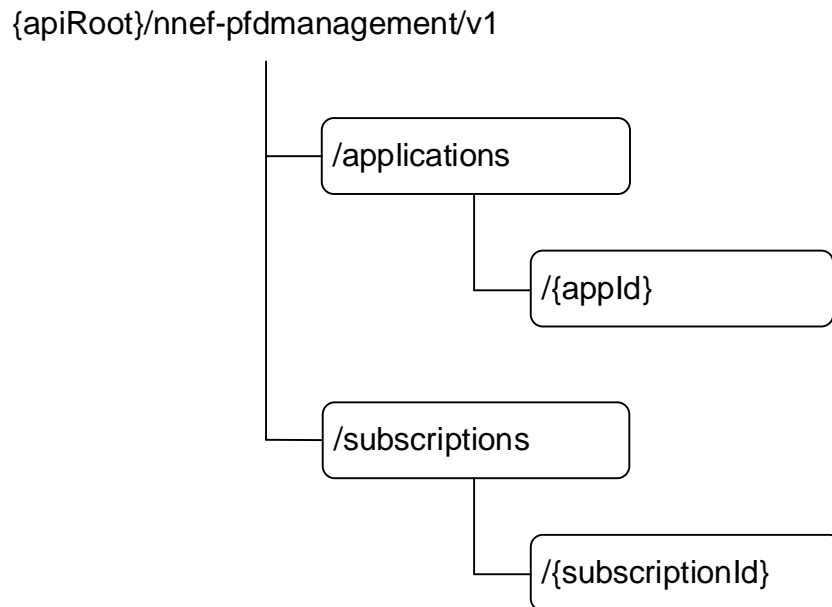 {apiRoot}/nnef-pfdmanagement/v1
/applications
/{appId}
/subscriptions
/{subscriptionId}